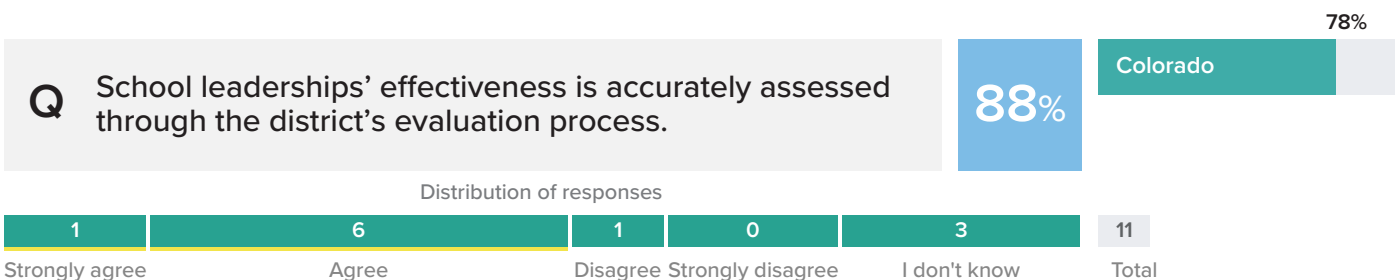 78%
Q
School leaderships’ effectiveness is accurately assessed
through the district’s evaluation process.
88%
Colorado
Distribution of responses
1 6 1 0 3 11
Strongly agree Agree Disagree Strongly disagree I don't know Total